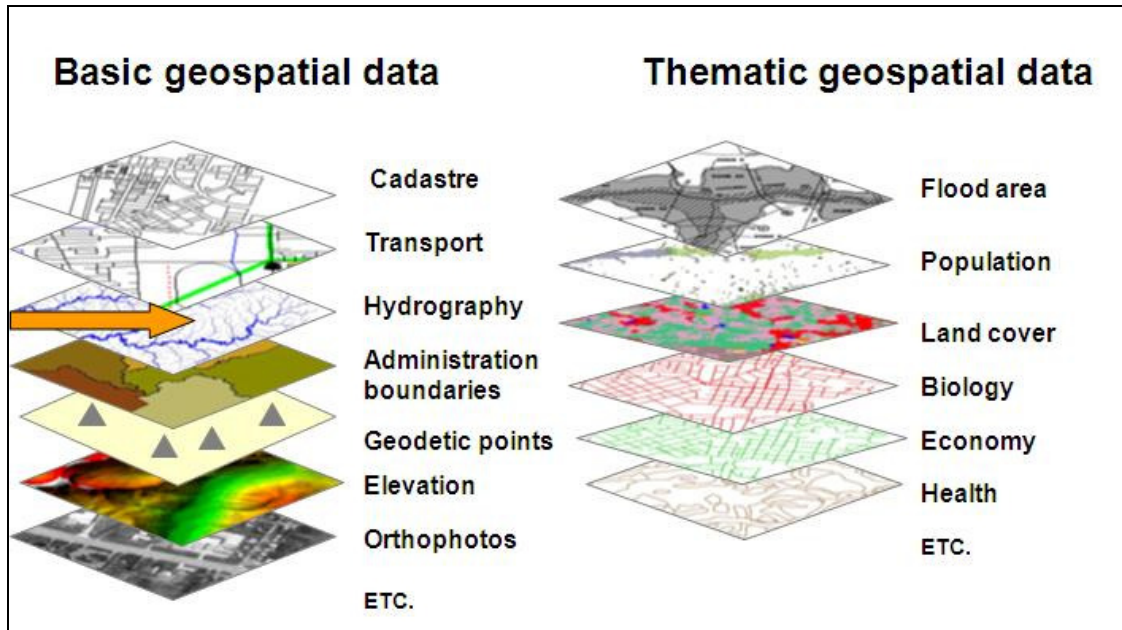 Basic geospatial data
Cadastre
Transport
Hydrography
Administration
boundaries
Geodetic points
Elevation
Orthophotos
ETC.
Thematic geospatial data
Flood area
Population
Land cover
Biology
Economy
Health
ETC.